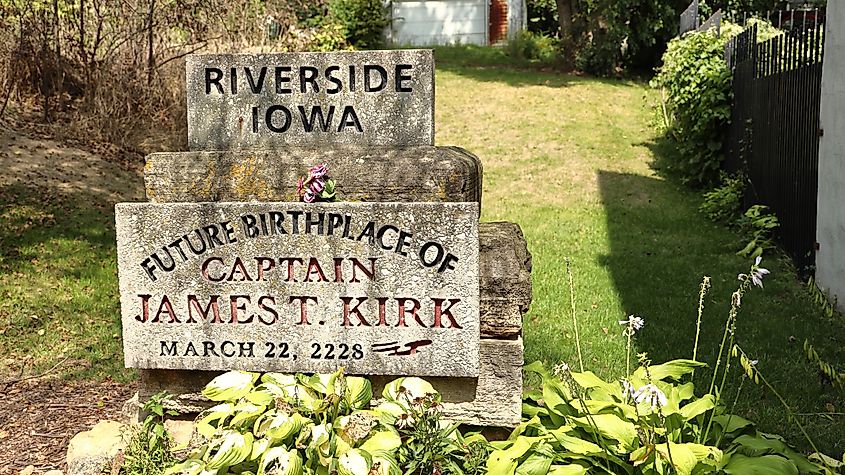 RIVERSIDE
IOWA
FUTURE BIRTHPLACE OF
CAPTAIN
JAMES T. KIRK
MARCH 22, 2228